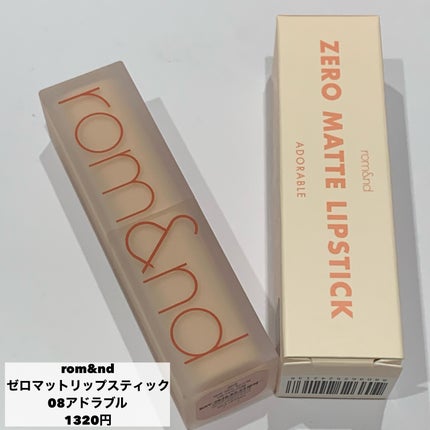 rom&nd
rom&nd
ZERO MATTE LIPSTICK
ADORABLE
rom&nd
ゼロマットリップスティック
08アドラブル
1320円